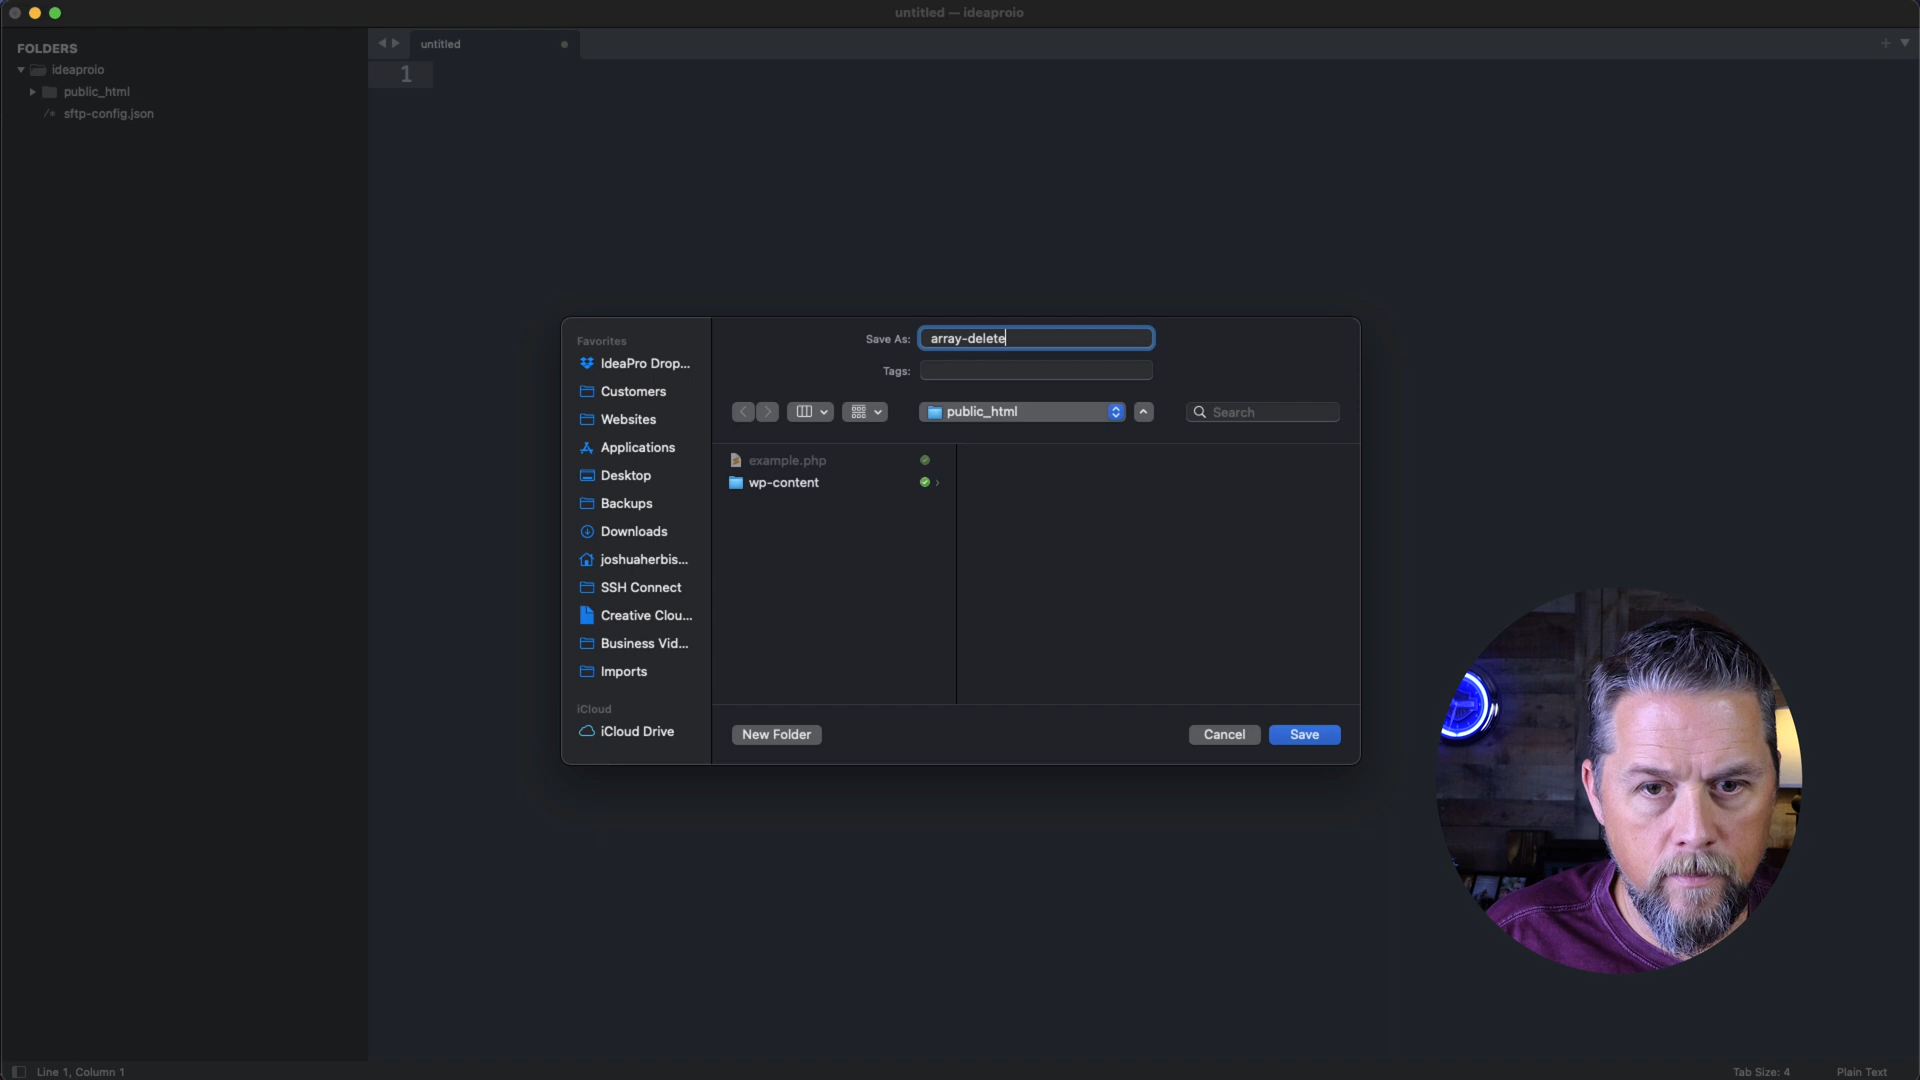 untitled — ideaproio
FOLDERS
ideaproio
public_html
sftp-config.json
untitled
1
Save As: array-delete
Tags:
public_html
Search
Favorites
IdeaPro Drop...
Customers
Websites
Applications
Desktop
Backups
Downloads
joshuaherbis...
SSH Connect
Creative Clou...
Business Vid...
Imports
iCloud
iCloud Drive
example.php
wp-content
New Folder
Cancel
Save
Line 1, Column 1
Tab Size: 4
Plain Text